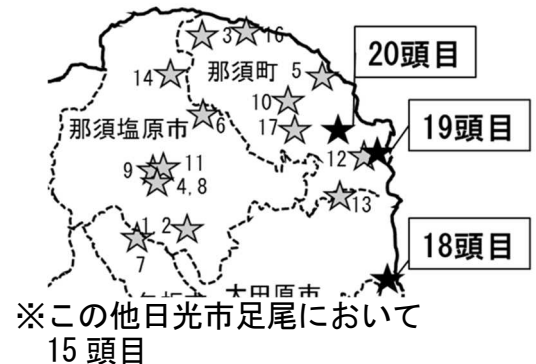 3 16
20頭目
14 那須町 5
10
19頭目
那須塩原市 6 17
12
9 11
4,8
13
1 2
18頭目
7
大田原市
※この他日光市足尾において
15頭目